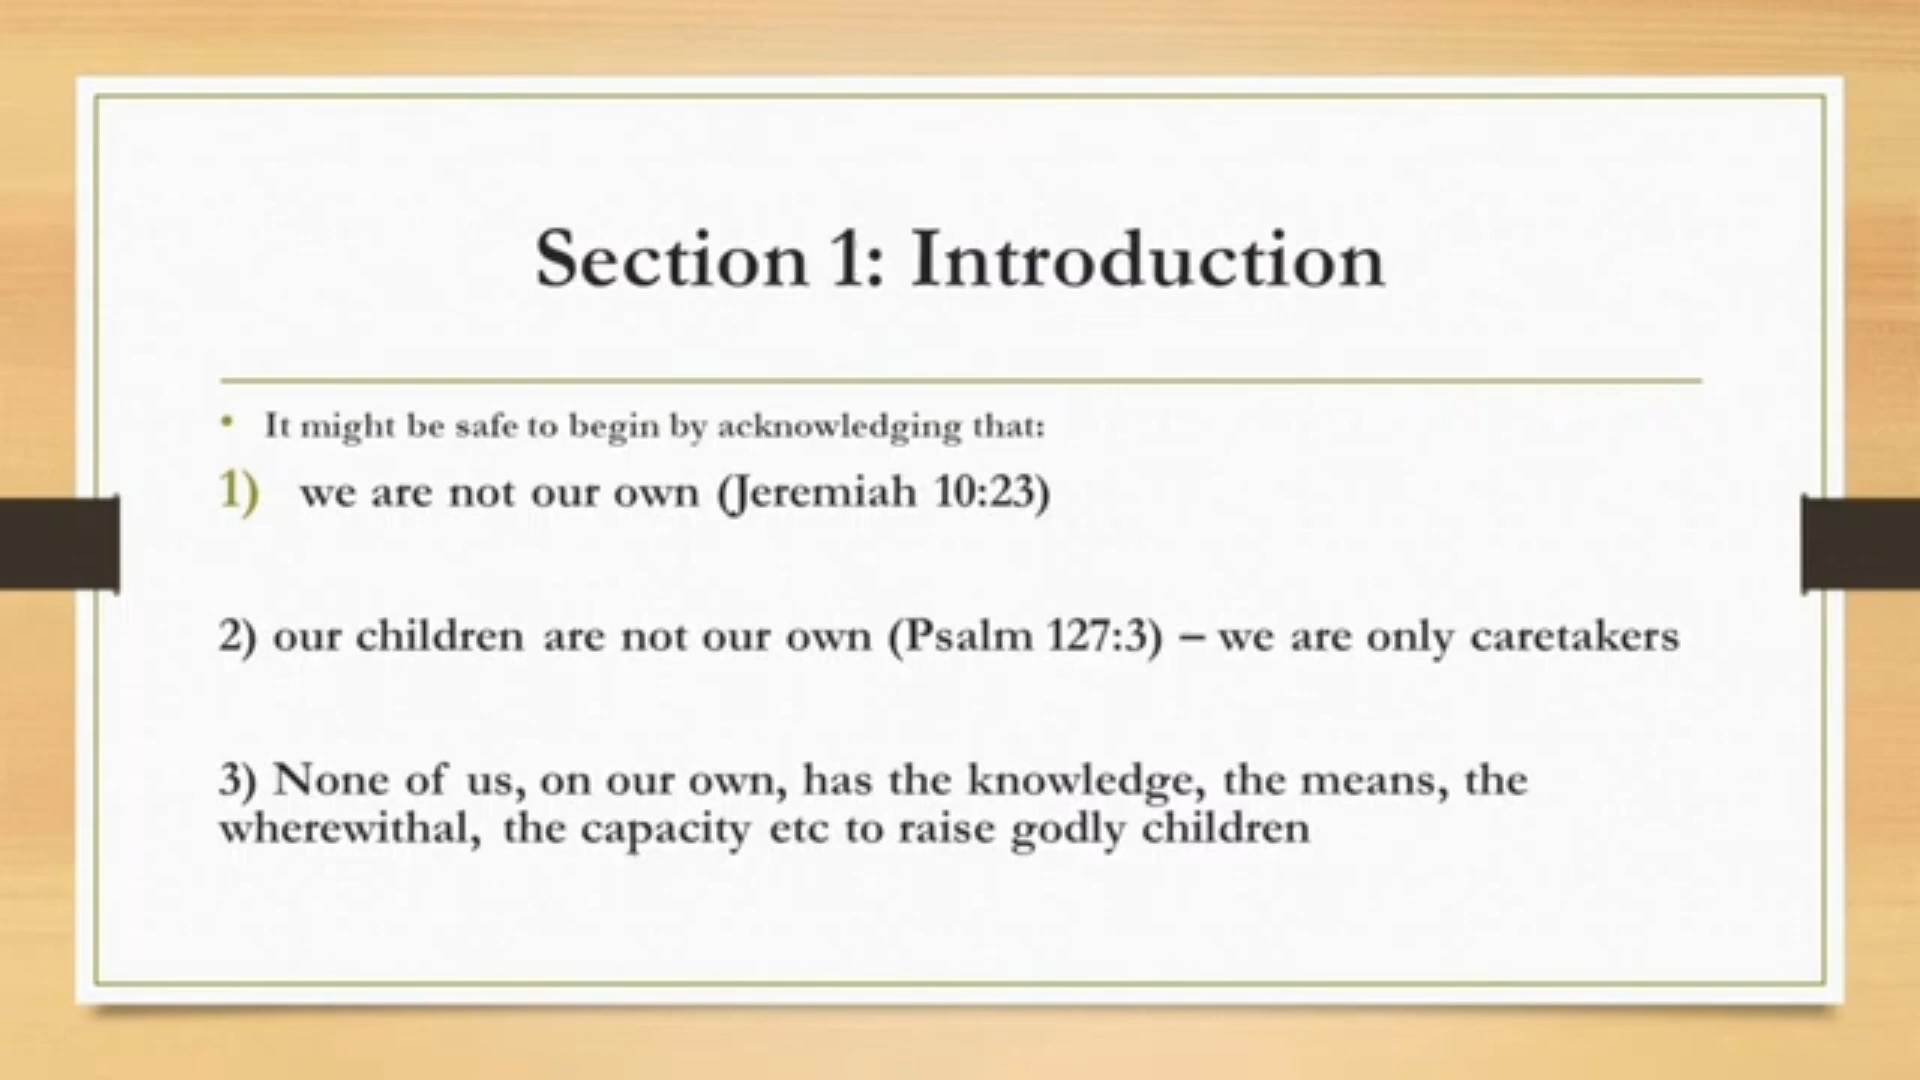 Section 1: Introduction
• It might be safe to begin by acknowledging that:
1) we are not our own (Jeremiah 10:23)
2) our children are not our own (Psalm 127:3) – we are only caretakers
3) None of us, on our own, has the knowledge, the means, the
wherewithal, the capacity etc to raise godly children